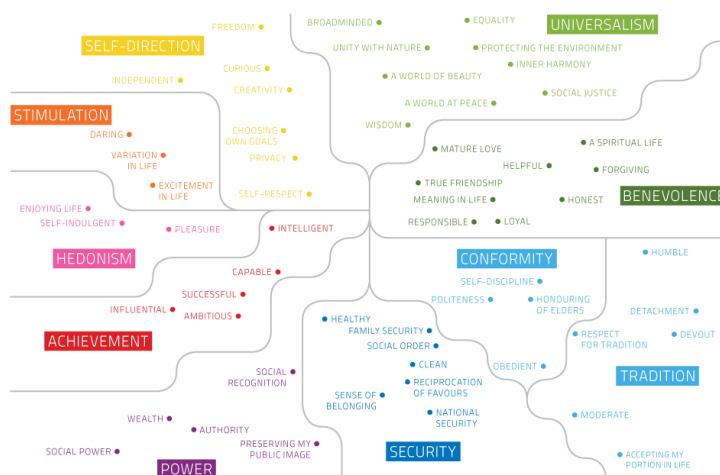 FREEDOM
BROADMINDED
EQUALITY
UNIVERSALISM
SELF-DIRECTION
UNITY WITH NATURE
PROTECTING THE ENVIRONMENT
INNER HARMONY
CURIOUS
INDEPENDENT
A WORLD OF BEAUTY
CREATIVITY
SOCIAL JUSTICE
A WORLD AT PEACE
STIMULATION
WISDOM
DARING
CHOOSING
OWN GOALS
PRIVACY
SELF-RESPECT
VARIATION
IN LIFE
EXCITEMENT
IN LIFE
MATURE LOVE
A SPIRITUAL LIFE
HELPFUL
FORGIVING
TRUE FRIENDSHIP
MEANING IN LIFE
HONEST
BENEVOLENCE
RESPONSIBLE
LOYAL
ENJOYING LIFE
SELF-INDULGENT
PLEASURE
HEDONISM
INTELLIGENT
CAPABLE
SUCCESSFUL
INFLUENTIAL
AMBITIOUS
ACHIEVEMENT
CONFORMITY
HUMBLE
SELF-DISCIPLINE
POLITENESS
HONOURING
OF ELDERS
DETACHMENT
RESPECT
FOR TRADITION
DEVOUT
OBEDIENT
TRADITION
MODERATE
ACCEPTING MY
PORTION IN LIFE
HEALTHY
FAMILY SECURITY
SOCIAL ORDER
CLEAN
RECIPROCATION
OF FAVOURS
SENSE OF
BELONGING
NATIONAL
SECURITY
SECURITY
SOCIAL
RECOGNITION
WEALTH
AUTHORITY
SOCIAL POWER
PRESERVING MY
PUBLIC IMAGE
POWER